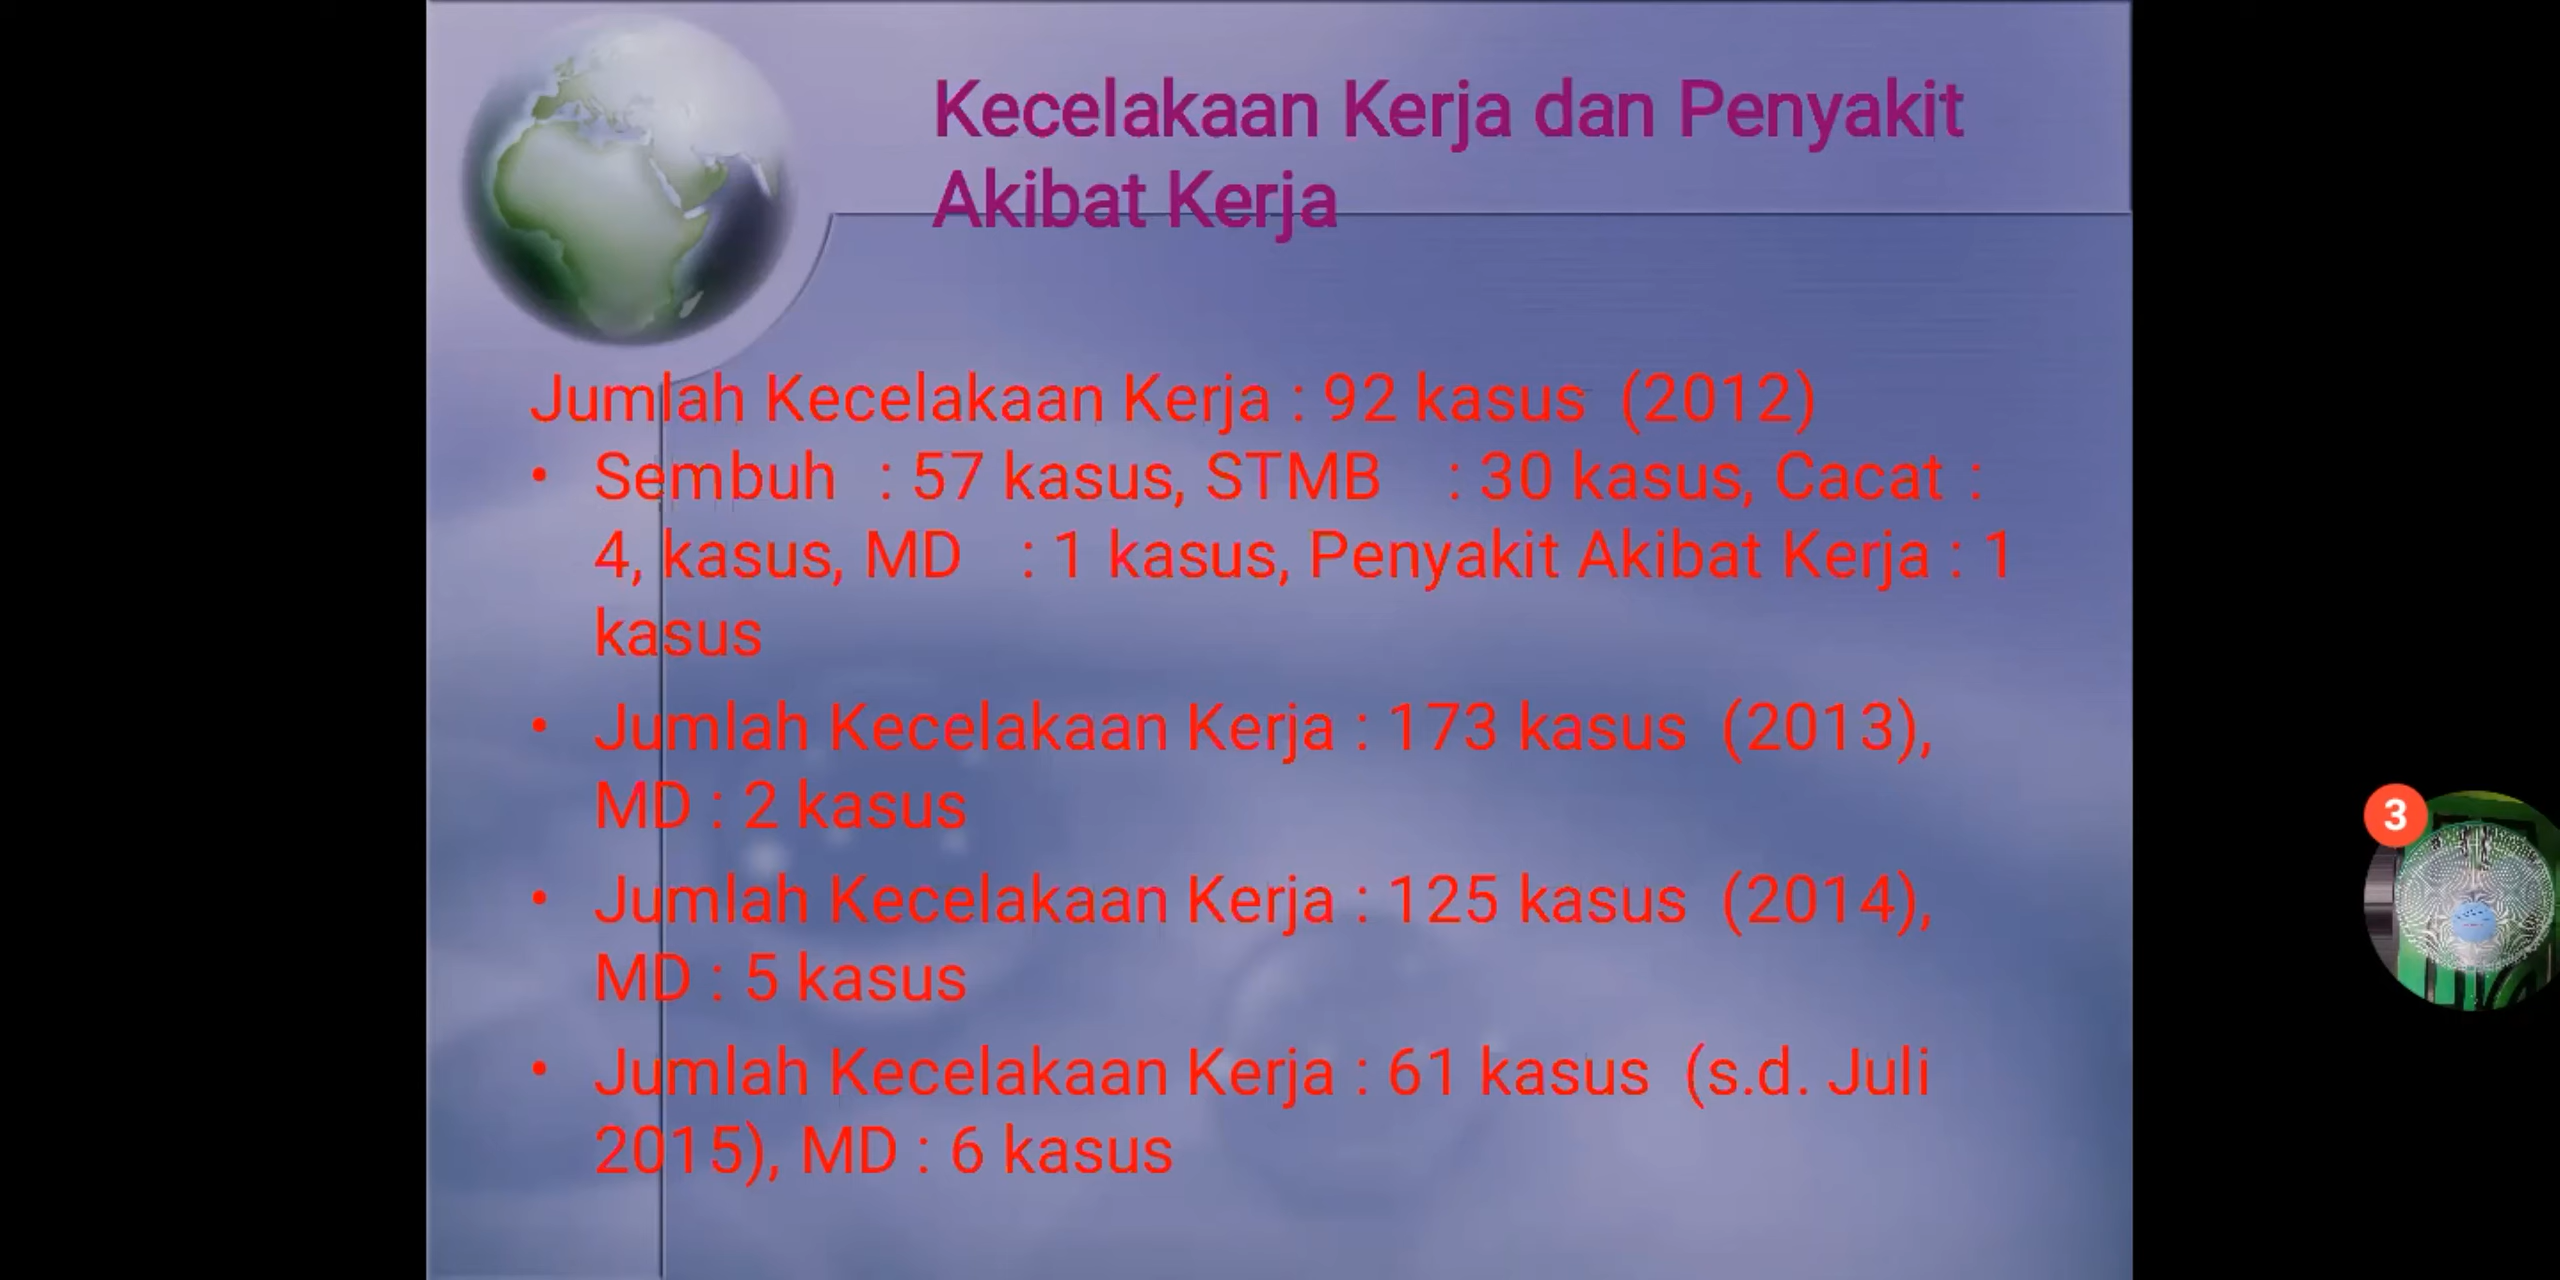 Kecelakaan Kerja dan Penyakit
Akibat Kerja
Jumlah Kecelakaan Kerja : 92 kasus (2012)
• Sembuh : 57 kasus, STMB : 30 kasus, Cacat :
4, kasus, MD : 1 kasus, Penyakit Akibat Kerja : 1
kasus
• Jumlah Kecelakaan Kerja : 173 kasus (2013),
MD : 2 kasus
• Jumlah Kecelakaan Kerja : 125 kasus (2014),
MD : 5 kasus
• Jumlah Kecelakaan Kerja : 61 kasus (s.d. Juli
2015), MD : 6 kasus
3